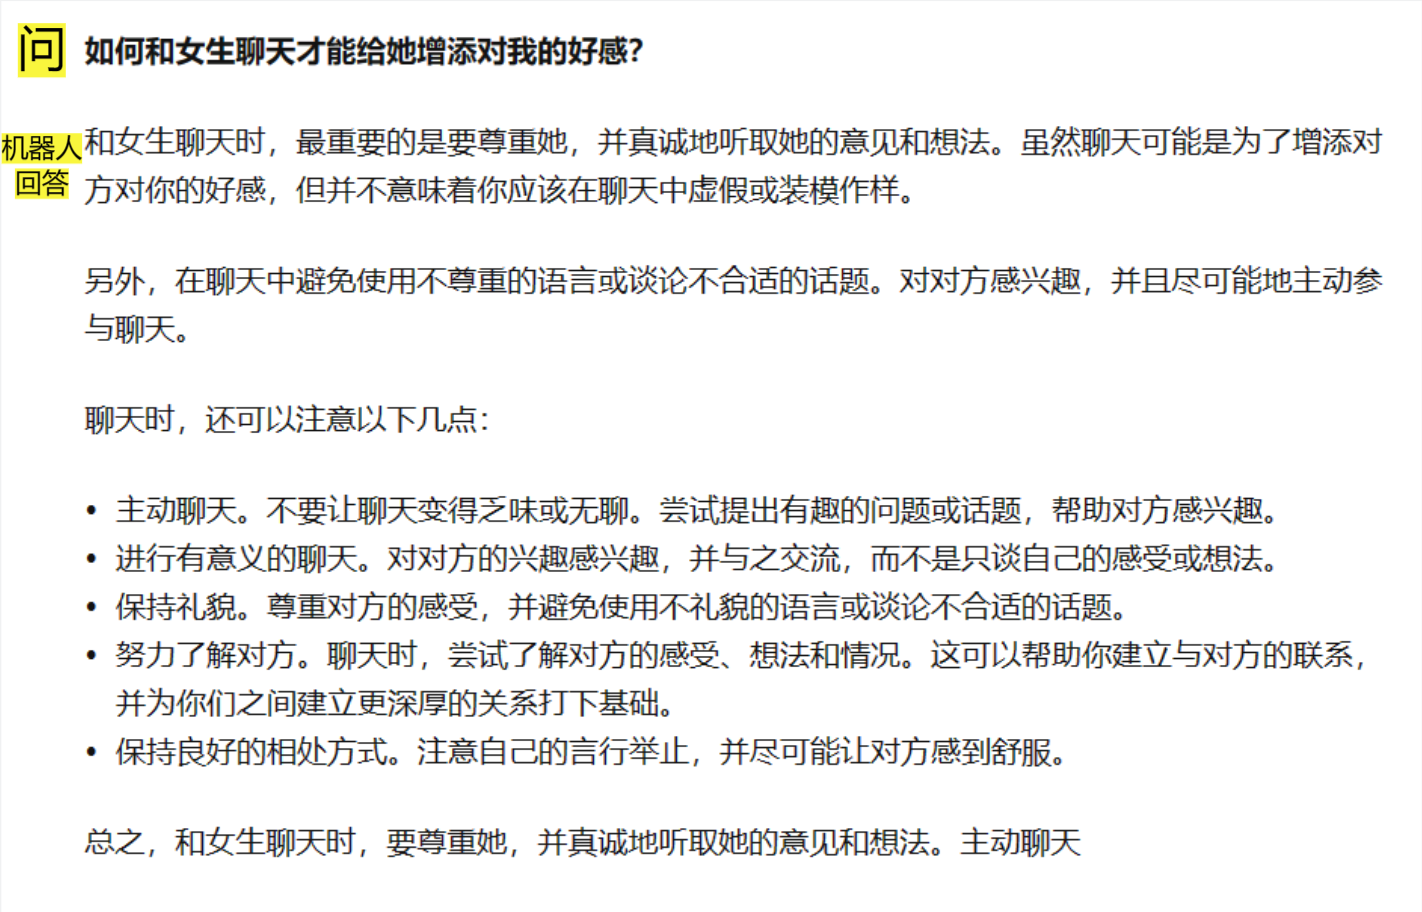 问 如何和女生聊天才能给她增添对我的好感？
机器人
回答
和女生聊天时，最重要的是要尊重她，并真诚地听取她的意见和想法。虽然聊天可能是为了增添对
方对你的好感，但并不意味着你应该在聊天中虚假或装模作样。
另外，在聊天中避免使用不尊重的语言或谈论不合适的话题。对对方感兴趣，并且尽可能地主动参
与聊天。
聊天时，还可以注意以下几点：
• 主动聊天。不要让聊天变得乏味或无聊。尝试提出有趣的问题或话题，帮助对方感兴趣。
• 进行有意义的聊天。对对方的兴趣感兴趣，并与之交流，而不是只谈自己的感受或想法。
• 保持礼貌。尊重对方的感受，并避免使用不礼貌的语言或谈论不合适的话题。
• 努力了解对方。聊天时，尝试了解对方的感受、想法和情况。这可以帮助你建立与对方的联系，
并为你们之间建立更深厚的关系打下基础。
• 保持良好的相处方式。注意自己的言行举止，并尽可能让对方感到舒服。
总之，和女生聊天时，要尊重她，并真诚地听取她的意见和想法。主动聊天